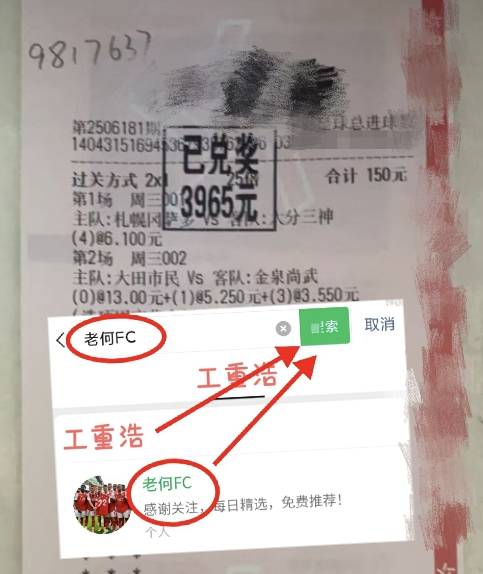 9817637
第2506181期
球总进球数
已兑奖
3965元
过关方式 2x1
合计 150元
第1场 周三001
主队:札幌冈萨多 Vs 客队:大分三神
(4)@6.100元
第2场 周三002
主队:大田市民 Vs 客队:金泉尚武
(0)@13.00元+(1)@5.250元+(3)@3.550元
老何FC
索
取消
工重浩
工重浩
老何FC
感谢关注，每日精选，免费推荐!
个人